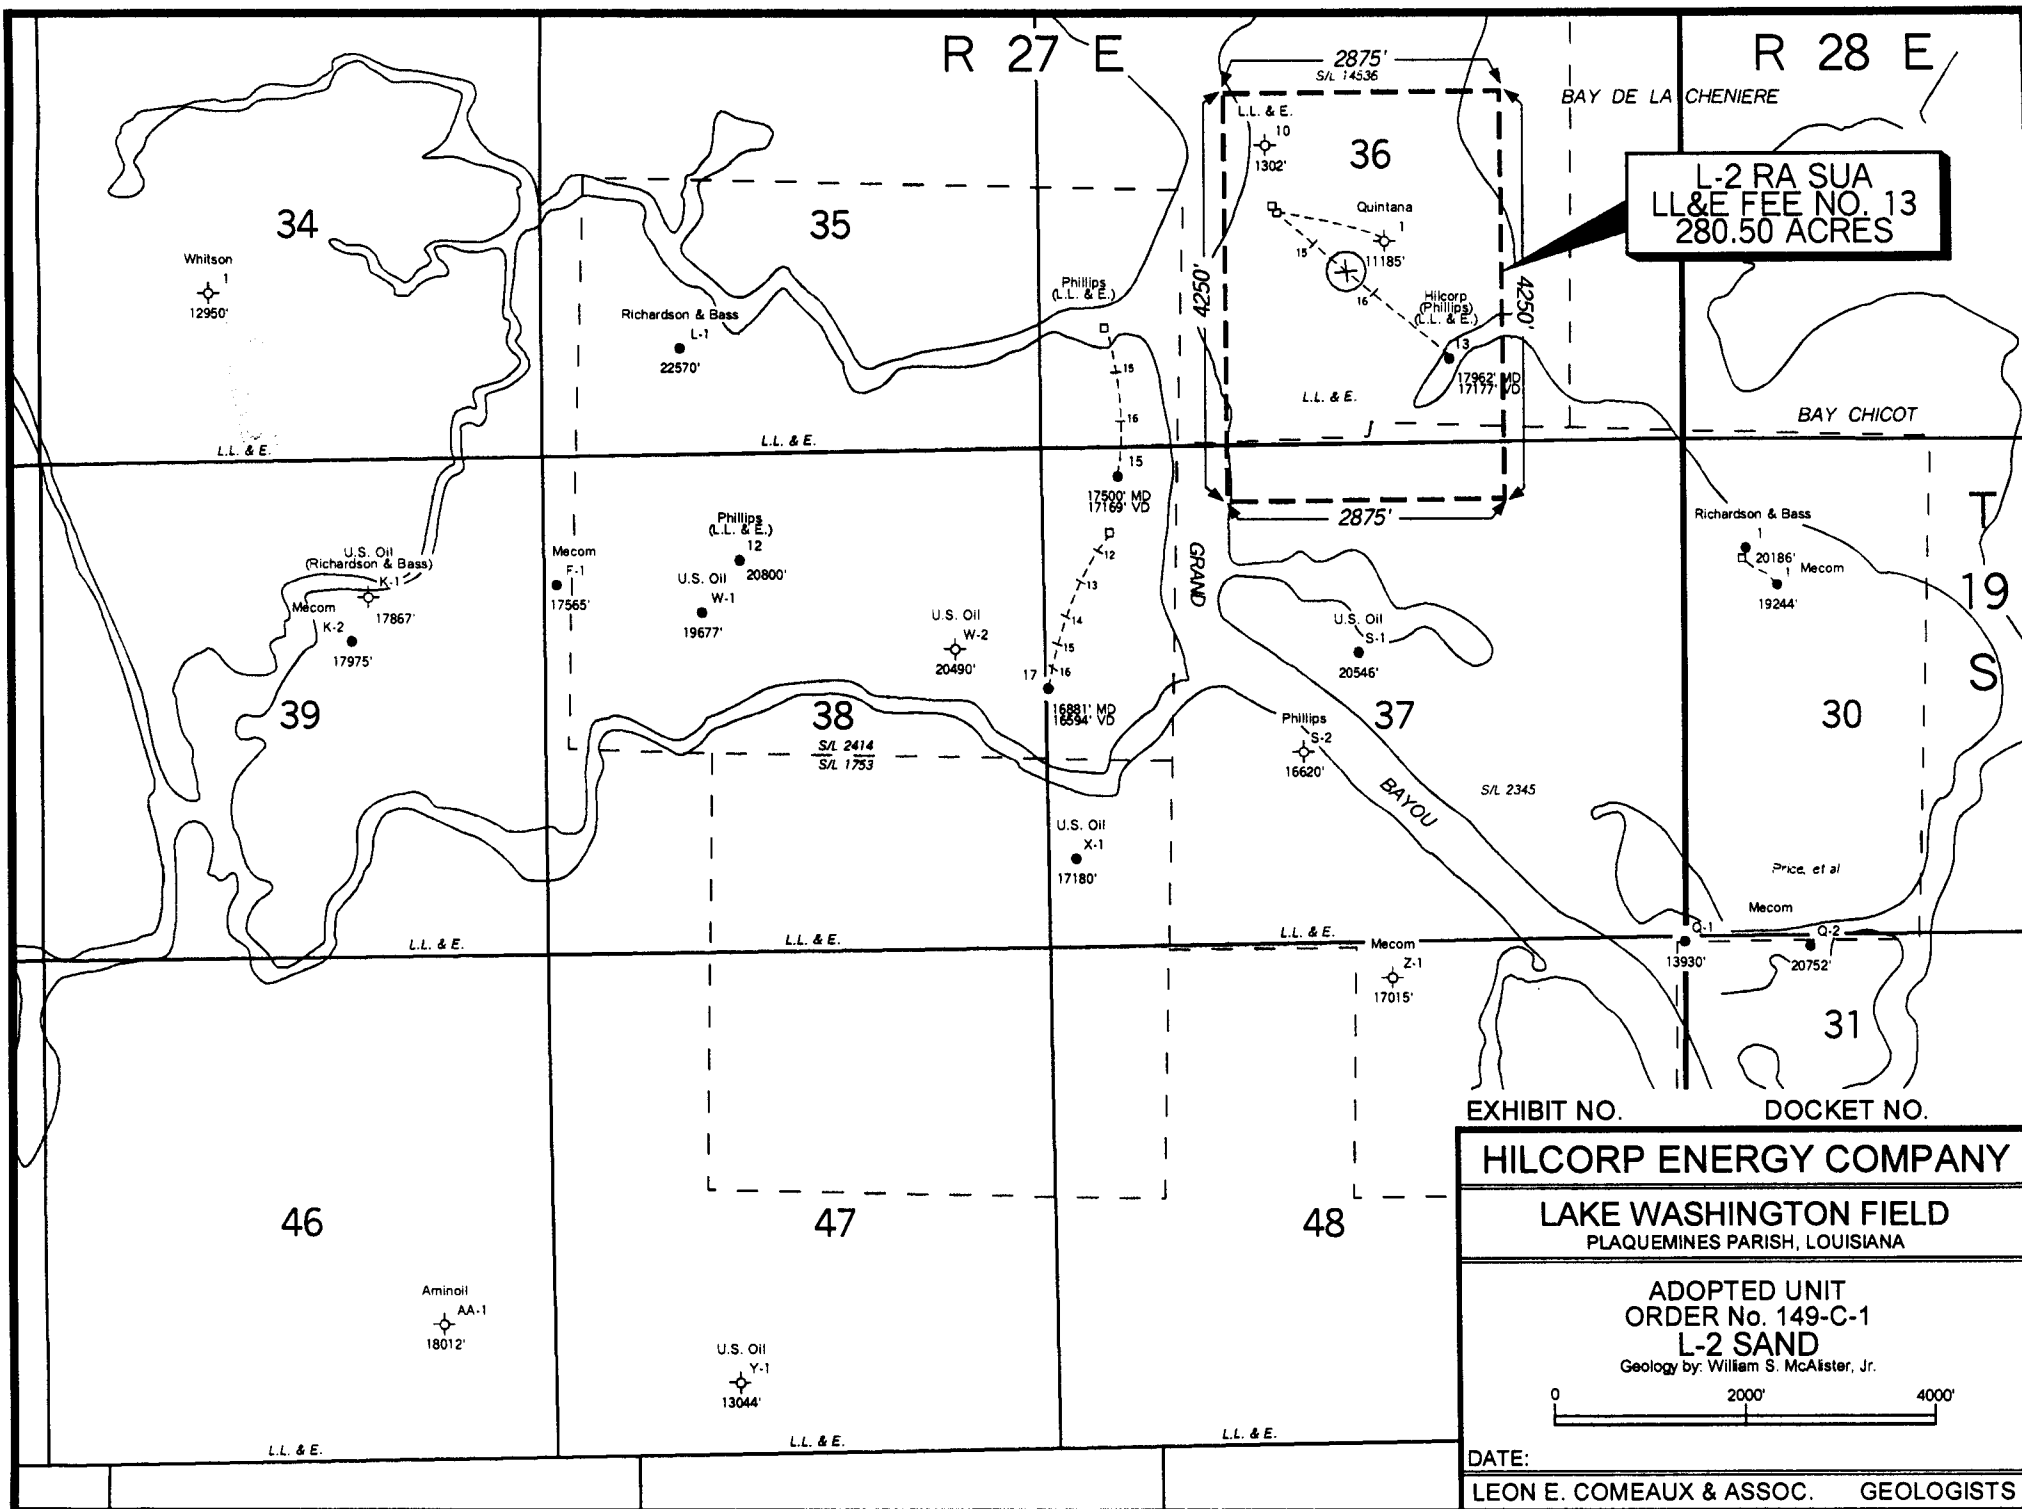 R 27 E
R 28 E
2875'
S/L 14536
BAY DE LA CHENIERE
L.L. & E.
10
1302'
36
L-2 RA SUA
LL&E FEE NO. 13
280.50 ACRES
34
35
Quintana
1
11185'
15
16
Whitson
1
12950'
Phillips
(L.L. & E.)
4250'
4250'
Hilcorp
(Phillips)
(L.L. & E.)
13
17962' MD
17177' VD
Richardson & Bass
L-1
22570'
15
16
L.L. & E.
J
BAY CHICOT
L.L. & E.
L.L. & E.
15
17500' MD
17169' VD
2875'
T
19
S
Richardson & Bass
1
20186'
1
Mecom
19244'
Phillips
(L.L. & E.)
12
20800'
U.S. Oil
(Richardson & Bass)
K-1
17867'
Mecom
K-2
17975'
Mecom
F-1
17565'
U.S. Oil
W-1
19677'
12
13
14
15
16
17
16881' MD
16594' VD
GRAND
U.S. Oil
W-2
20490'
U.S. Oil
S-1
20546'
39
38
37
30
S/L 2414
S/L 1753
Phillips
S-2
16620'
BAYOU
S/L 2345
U.S. Oil
X-1
17180'
Price, et al
Mecom
Q-1
13930'
Q-2
20752'
L.L. & E.
L.L. & E.
L.L. & E.
Mecom
Z-1
17015'
31
EXHIBIT NO.
DOCKET NO.
46
47
48
Aminoil
AA-1
18012'
U.S. Oil
Y-1
13044'
L.L. & E.
L.L. & E.
L.L. & E.
HILCORP ENERGY COMPANY
LAKE WASHINGTON FIELD
PLAQUEMINES PARISH, LOUISIANA
ADOPTED UNIT
ORDER No. 149-C-1
L-2 SAND
Geology by: William S. McAlister, Jr.
0 2000' 4000'
DATE:
LEON E. COMEAUX & ASSOC. GEOLOGISTS